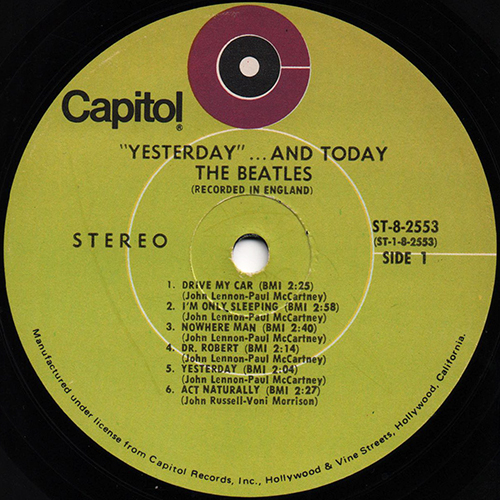 Capitol®
"YESTERDAY" ... AND TODAY
THE BEATLES
(RECORDED IN ENGLAND)
STEREO
ST-8-2553
(ST-1-8-2553)
SIDE 1
1. DRIVE MY CAR (BMI 2:25)
(John Lennon-Paul McCartney)
2. I'M ONLY SLEEPING (BMI 2:58)
(John Lennon-Paul McCartney)
3. NOWHERE MAN (BMI 2:40)
(John Lennon-Paul McCartney)
4. DR. ROBERT (BMI 2:14)
(John Lennon-Paul McCartney)
5. YESTERDAY (BMI 2:04)
(John Lennon-Paul McCartney)
6. ACT NATURALLY (BMI 2:27)
(John Russell-Voni Morrison)
Manufactured under license from Capitol Records, Inc., Hollywood & Vine Streets, Hollywood, California.